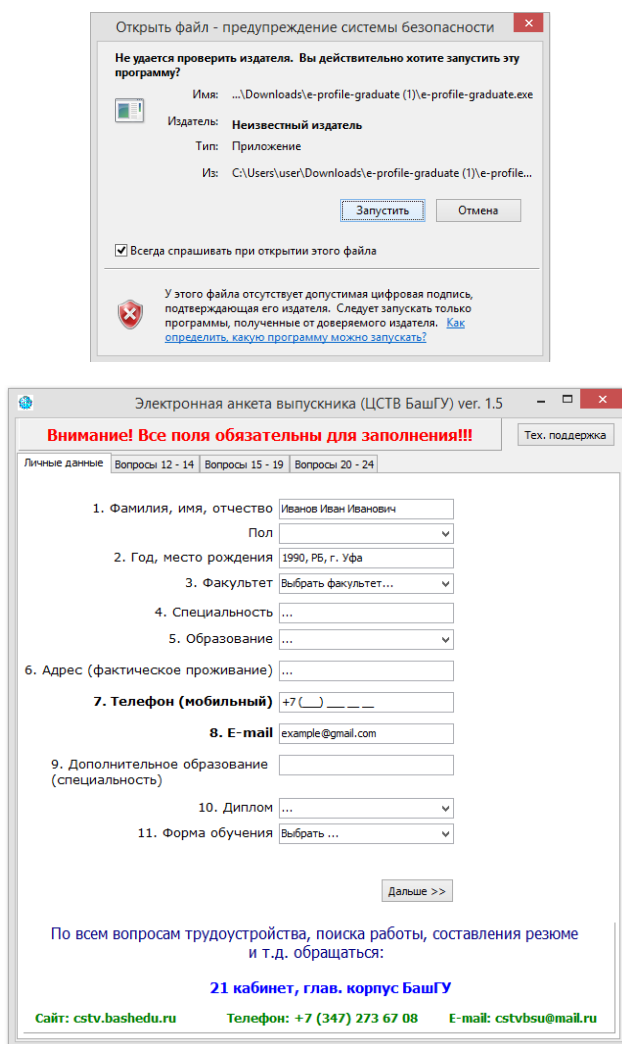 Открыть файл - предупреждение системы безопасности
Не удается проверить издателя. Вы действительно хотите запустить эту
программу?
Имя: ...\Downloads\e-profile-graduate (1)\e-profile-graduate.exe
Издатель: Неизвестный издатель
Тип: Приложение
Из: C:\Users\user\Downloads\e-profile-graduate (1)\e-profile...
Запустить Отмена
Всегда спрашивать при открытии этого файла
У этого файла отсутствует допустимая цифровая подпись,
подтверждающая его издателя. Следует запускать только
программы, полученные от доверяемого издателя. Как
определить, какую программу можно запускать?
Электронная анкета выпускника (ЦСТВ БашГУ) ver. 1.5
Внимание! Все поля обязательны для заполнения!!! Тех. поддержка
Личные данные Вопросы 12 - 14 Вопросы 15 - 19 Вопросы 20 - 24
1. Фамилия, имя, отчество Иванов Иван Иванович
Пол
2. Год, место рождения 1990, РБ, г. Уфа
3. Факультет Выбрать факультет...
4. Специальность ...
5. Образование ...
6. Адрес (фактическое проживание) ...
7. Телефон (мобильный) +7 (___) ___ __ __
8. E-mail example@gmail.com
9. Дополнительное образование
(специальность)
10. Диплом ...
11. Форма обучения Выбрать ...
Дальше >>
По всем вопросам трудоустройства, поиска работы, составления резюме
и т.д. обращаться:
21 кабинет, глав. корпус БашГУ
Сайт: cstv.bashedu.ru Телефон: +7 (347) 273 67 08 E-mail: cstvbsu@mail.ru